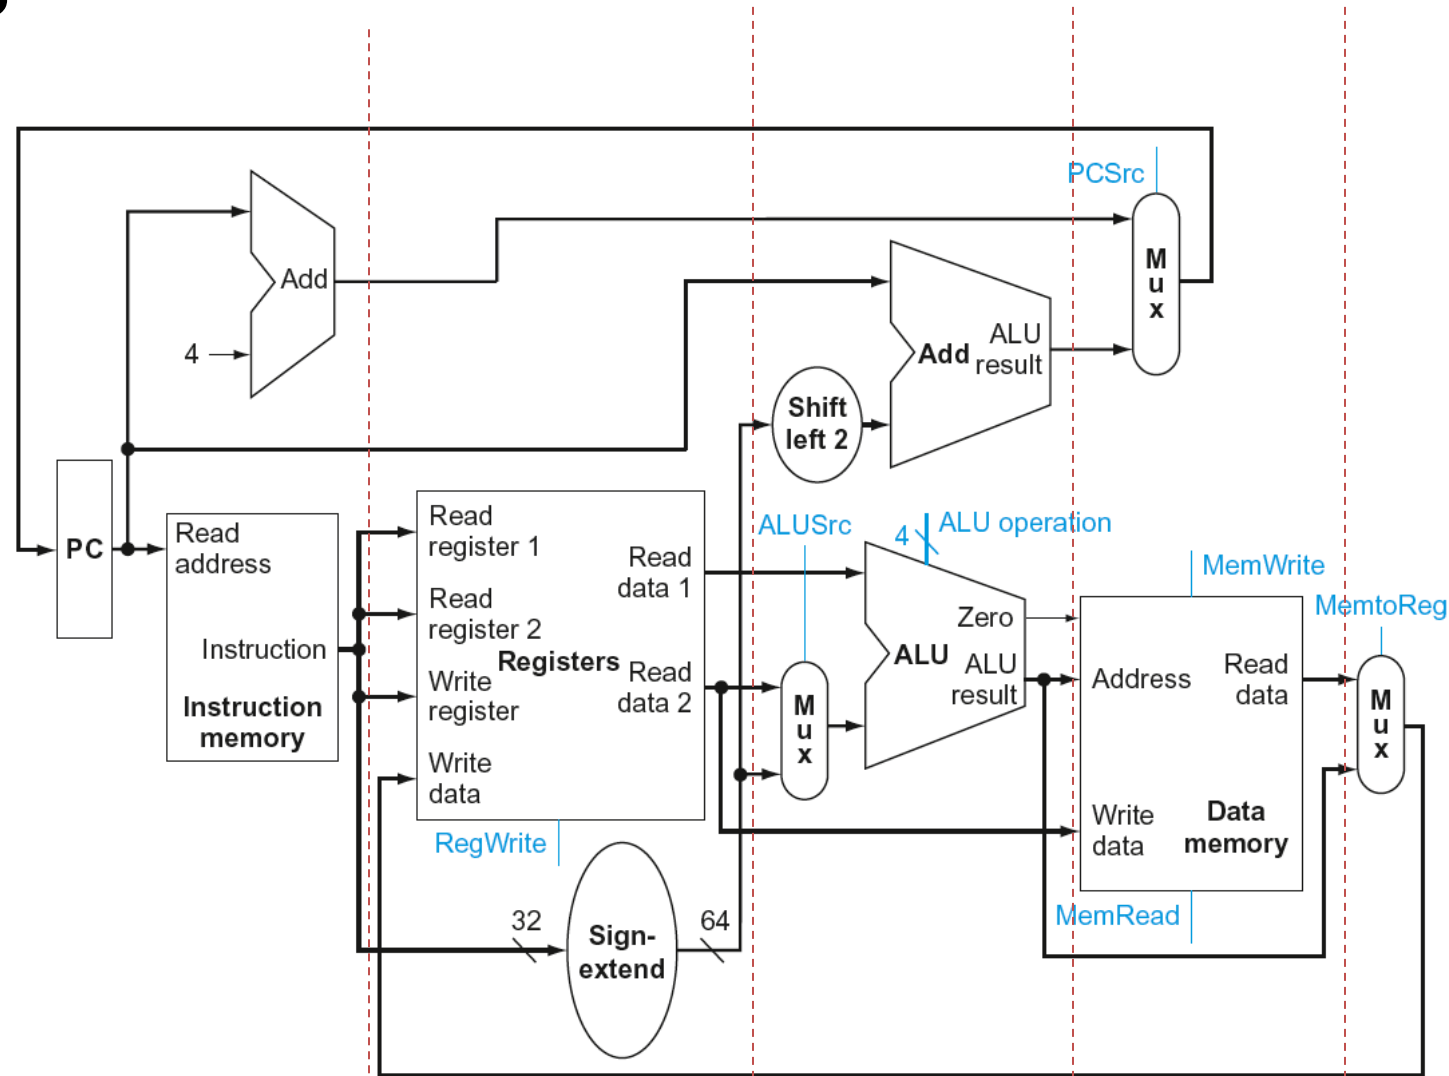 PCSrc
Add
4
M
u
x
ALU
Add result
Shift
left 2
PC
Read
address
Instruction
Instruction
memory
Read
register 1
Read
register 2
Registers
Write
register
Write
data
Read
data 1
Read
data 2
RegWrite
ALUSrc
M
u
x
4
ALU operation
Zero
ALU
ALU
result
MemWrite
Address
Read
data
Write
data
Data
memory
MemRead
MemtoReg
M
u
x
32
Sign-
extend
64